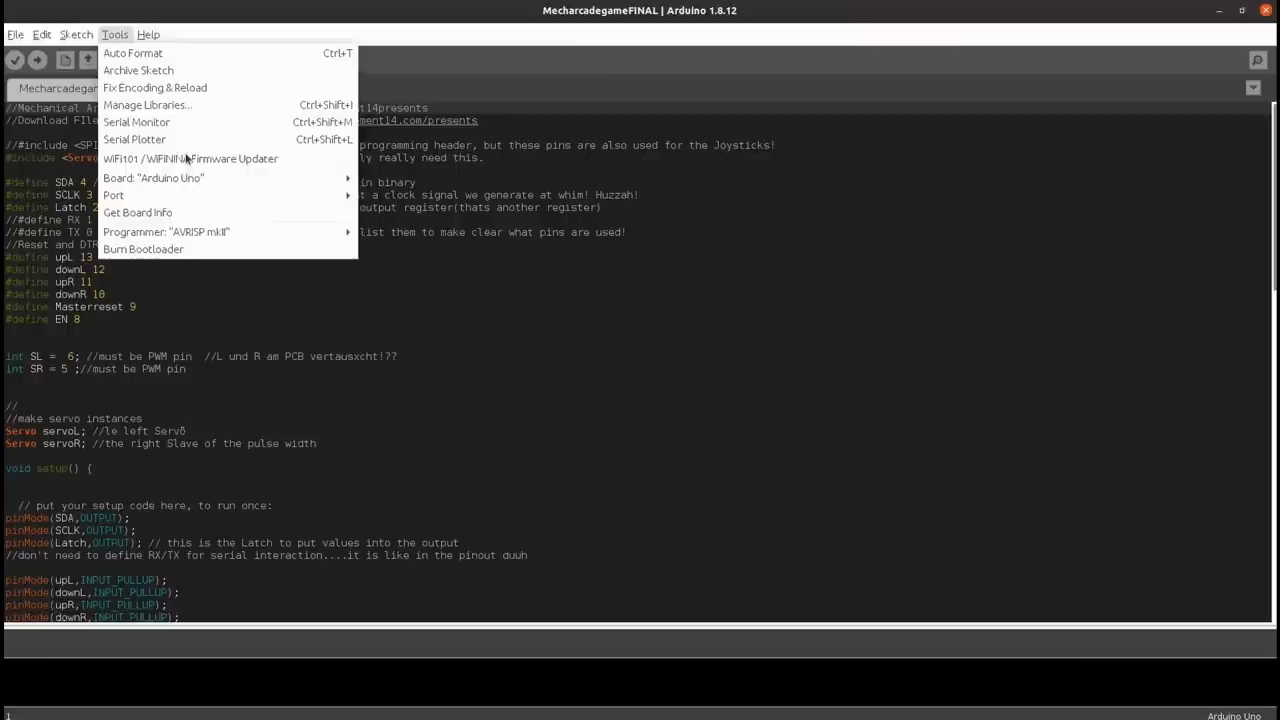 MecharcadegameFINAL | Arduino 1.8.12
File Edit Sketch Tools Help
Auto Format Ctrl+T
Archive Sketch
Fix Encoding & Reload
Manage Libraries... Ctrl+Shift+I
Serial Monitor Ctrl+Shift+M
Serial Plotter Ctrl+Shift+L
WiFi101 / WiFiNINA Firmware Updater
Board: "Arduino Uno"
Port
Get Board Info
Programmer: "AVRISP mkII"
Burn Bootloader
Mecharcadegar
//Mechanical Ar t14presents
//Download FIle ement14.com/presents
//#include <SPI programming header, but these pins are also used for the Joysticks!
#include <Servo ly really need this.
#define SDA 4 / in binary
#define SCLK 3 t a clock signal we generate at whim! Huzzah!
#define Latch 2 output register(thats another register)
//#define RX 1
//#define TX 0 list them to make clear what pins are used!
//Reset and DTR
#define upL 13
#define downL 12
#define upR 11
#define downR 10
#define Masterreset 9
#define EN 8
int SL =  6; //must be PWM pin  //L und R am PCB vertausxcht!??
int SR = 5 ;//must be PWM pin
//
//make servo instances
Servo servoL; //le left Servõ
Servo servoR; //the right Slave of the pulse width
void setup() {
// put your setup code here, to run once:
pinMode(SDA,OUTPUT);
pinMode(SCLK,OUTPUT);
pinMode(Latch,OUTPUT); // this is the Latch to put values into the output
//don't need to define RX/TX for serial interaction....it is like in the pinout duuh
pinMode(upL,INPUT_PULLUP);
pinMode(downL,INPUT_PULLUP);
pinMode(upR,INPUT_PULLUP);
pinMode(downR,INPUT_PULLUP);
1 Arduino Uno